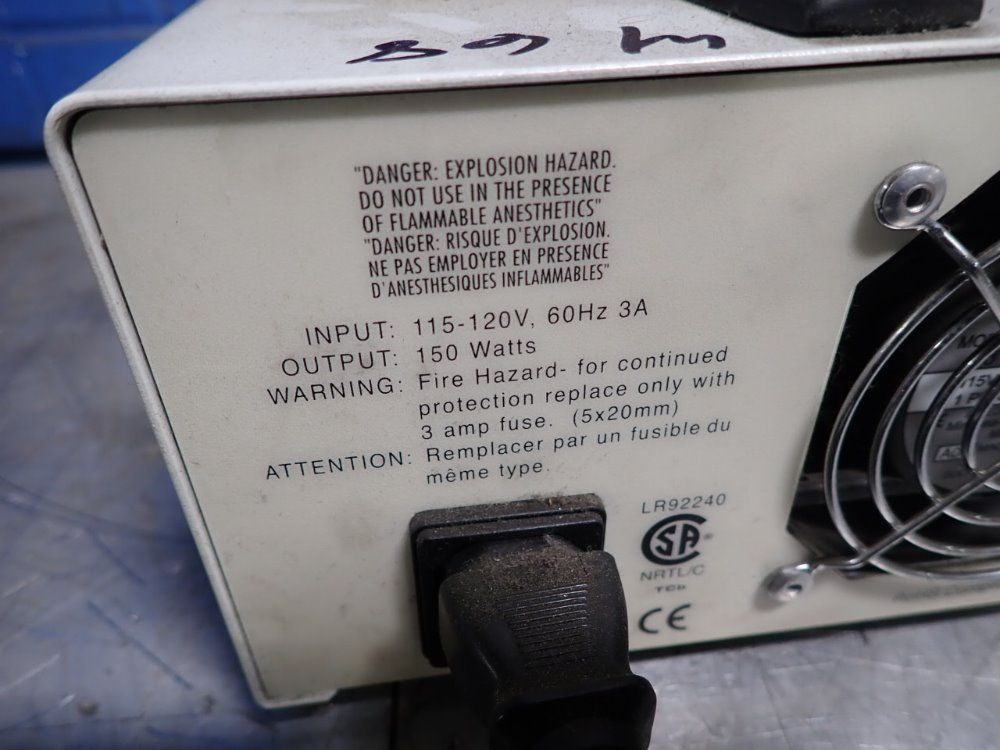 "DANGER: EXPLOSION HAZARD.
DO NOT USE IN THE PRESENCE
OF FLAMMABLE ANESTHETICS"
"DANGER: RISQUE D'EXPLOSION.
NE PAS EMPLOYER EN PRESENCE
D'ANESTHESIQUES INFLAMMABLES"
INPUT: 115-120V, 60Hz 3A
OUTPUT: 150 Watts
WARNING: Fire Hazard- for continued
protection replace only with
3 amp fuse. (5x20mm)
ATTENTION: Remplacer par un fusible du
même type.
LR92240
CSA®
NRTL/C
CE
115V